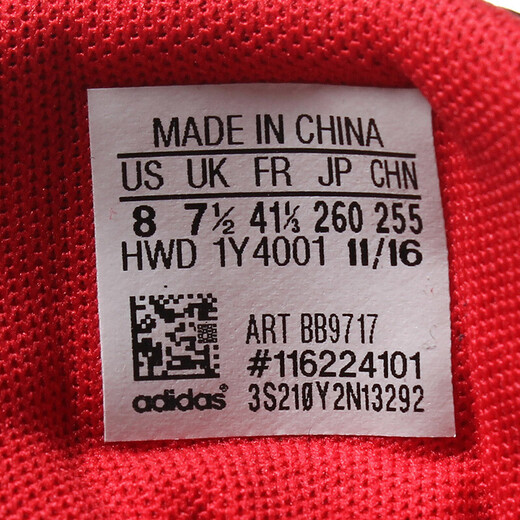 MADE IN CHINA
US UK FR JP CHN
8 7½ 41⅓ 260 255
HWD 1Y4001 11/16
ART BB9717
#116224101
adidas® 3S210Y2N13292